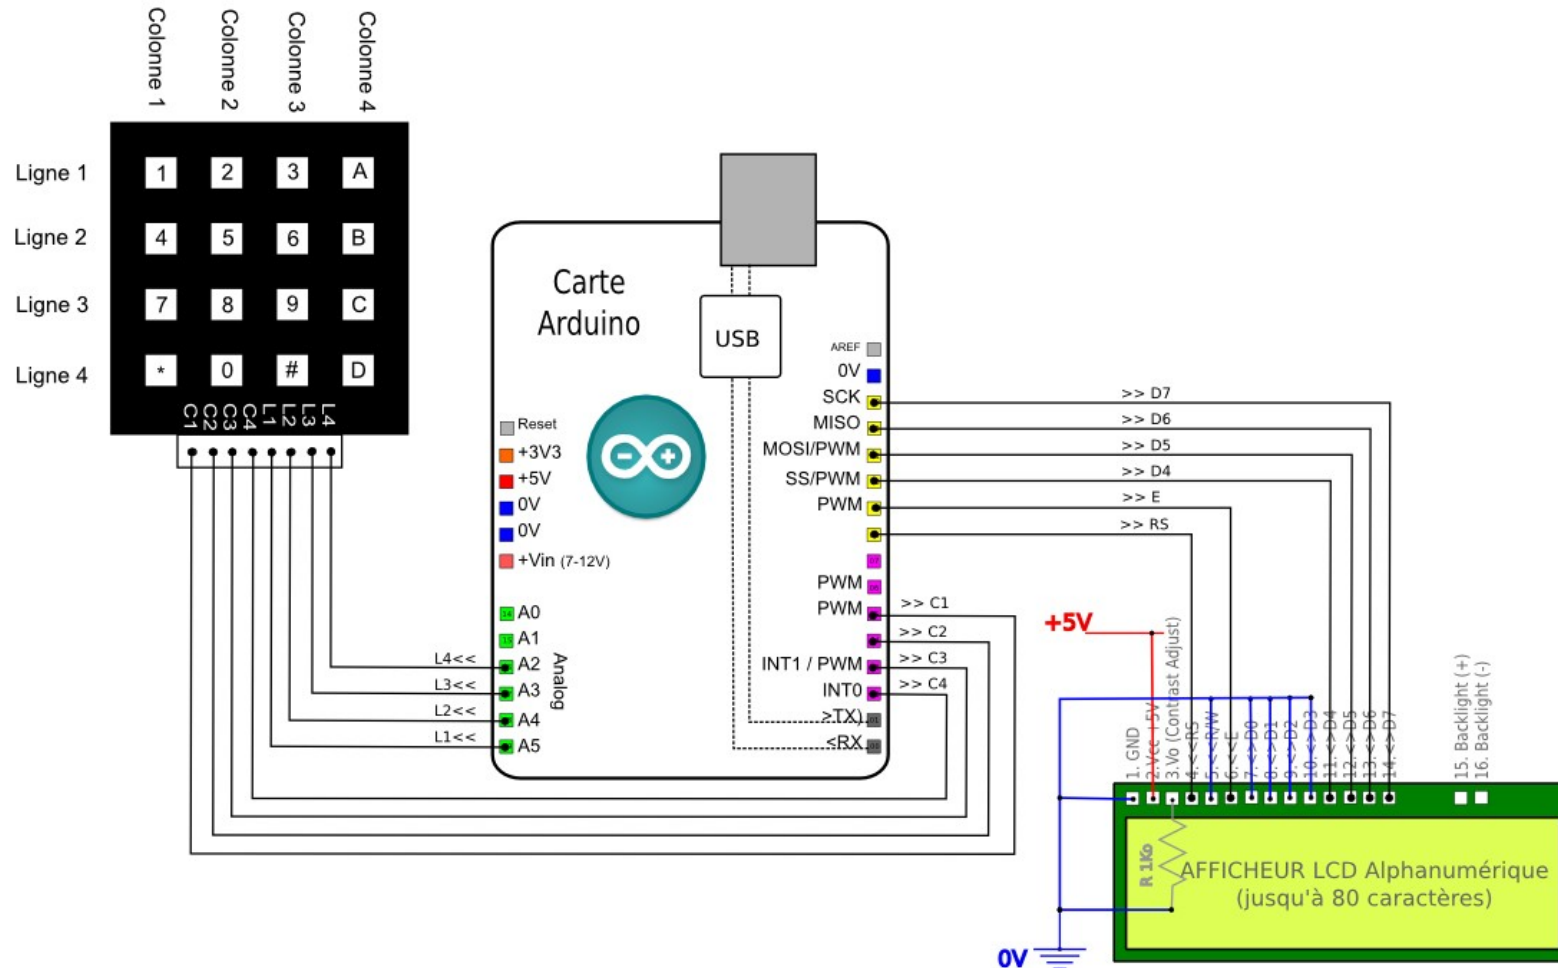 Colonne 1
Colonne 2
Colonne 3
Colonne 4
Ligne 1
1 2 3 A
Ligne 2
4 5 6 B
Ligne 3
7 8 9 C
Ligne 4
* 0 # D
C1 C2 C3 C4 L1 L2 L3 L4
Carte
Arduino
USB
Reset
+3V3
+5V
0V
0V
+Vin (7-12V)
A0
A1
A2
A3
A4
A5
Analog
L4<<
L3<<
L2<<
L1<<
AREF
0V
SCK
MISO
MOSI/PWM
SS/PWM
PWM
PWM
PWM
INT1 / PWM
INT0
>TX)
<RX
>> D7
>> D6
>> D5
>> D4
>> E
>> RS
>> C1
>> C2
>> C3
>> C4
+5V
1. GND
2.Vcc +5V
3.Vo (Contrast Adjust)
4.<<RS
5.<<R/W
6.<<E
7.<>D0
8.<>D1
9.<>D2
10.<>D3
11.<>D4
12.<>D5
13.<>D6
14.<>D7
15. Backlight (+)
16. Backlight (-)
R 1Ko
AFFICHEUR LCD Alphanumérique
(jusqu'à 80 caractères)
0V